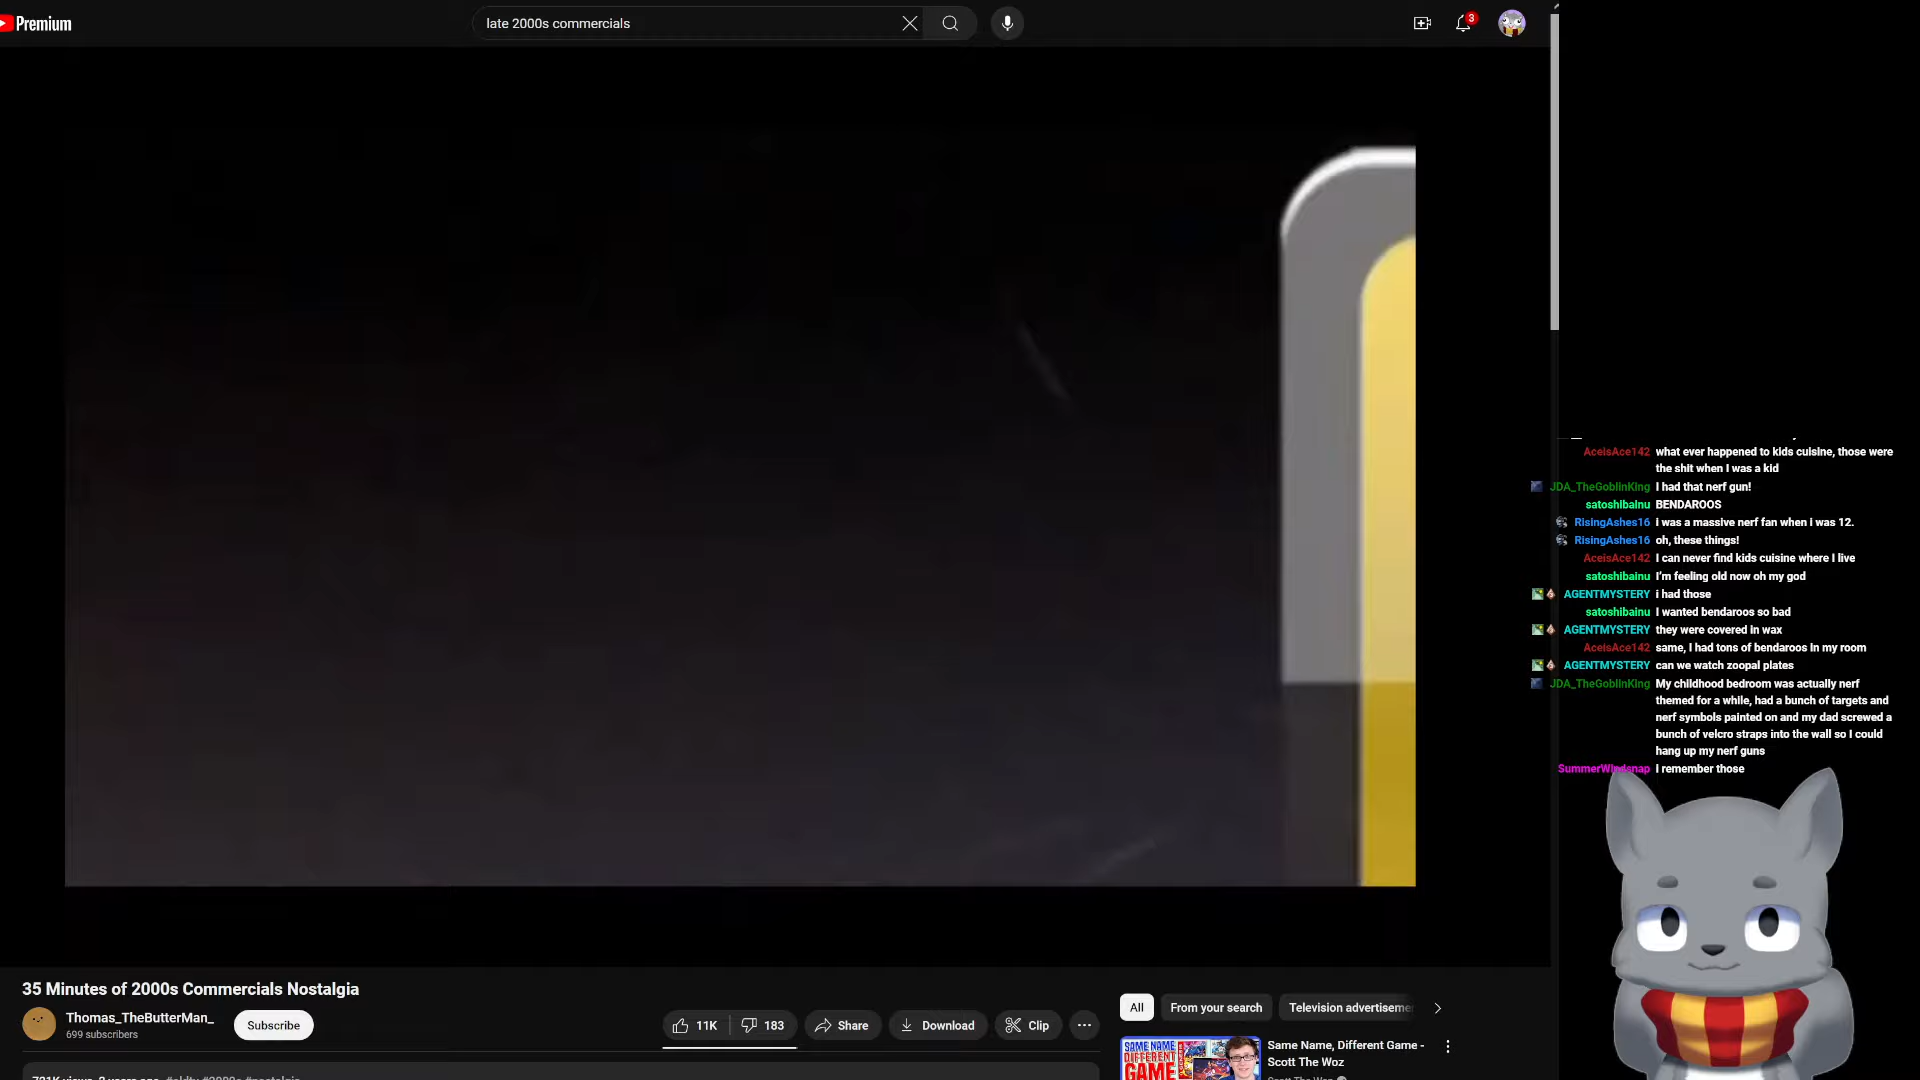 Premium
late 2000s commercials
3
AceisAce142 what ever happened to kids cuisine, those were
the shit when I was a kid
JDA_TheGoblinKing I had that nerf gun!
satoshibainu BENDAROOS
RisingAshes16 i was a massive nerf fan when i was 12.
RisingAshes16 oh, these things!
AceisAce142 I can never find kids cuisine where I live
satoshibainu I'm feeling old now oh my god
AGENTMYSTERY i had those
satoshibainu I wanted bendaroos so bad
AGENTMYSTERY they were covered in wax
AceisAce142 same, I had tons of bendaroos In my room
AGENTMYSTERY can we watch zoopal plates
JDA_TheGoblinKing My childhood bedroom was actually nerf
themed for a while, had a bunch of targets and
nerf symbols painted on and my dad screwed a
bunch of velcro straps into the wall so I could
hang up my nerf guns
SummerWindsnap I remember those
35 Minutes of 2000s Commercials Nostalgia
Thomas_TheButterMan_
699 subscribers
Subscribe
11K
183
Share
Download
Clip
All
From your search
Television advertiseme
SAME NAME
DIFFERENT
GAME
Same Name, Different Game -
Scott The Woz